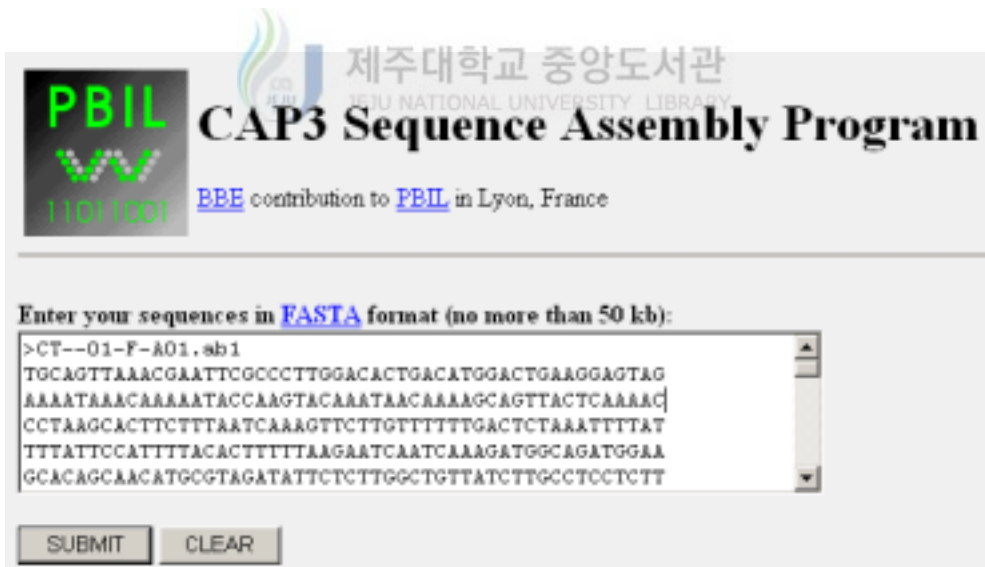 제주대학교 중앙도서관
JEJU NATIONAL UNIVERSITY LIBRARY
PBIL
11011001
CAP3 Sequence Assembly Program
BBE contribution to PBIL in Lyon, France
Enter your sequences in FASTA format (no more than 50 kb):
>CT--01-F-A01.ab1
TGCAGTTAAACGAATTCGCCCTTGGACACTGACATGGACTGAAGGAGTAG
AAAATAAACAAAAATACCAAGTACAAATAACAAAAGCAGTTACTCAAAAC
CCTAAGCACTTCTTTAATCAAAGTTCTTGTTTTTTGACTCTAAATTTTAT
TTTATTCCATTTTACACTTTTTAAGAATCAATCAAAGATGGCAGATGGAA
GCACAGCAACATGCGTAGATATTCTCTTGGCTGTTATCTTGCCTCCTCTT
SUBMIT
CLEAR